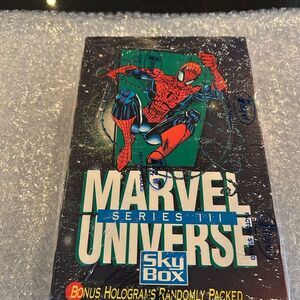 MARVEL
SERIES III
UNIVERSE
SKY
BOX
BONUS HOLOGRAMS RANDOMLY PACKED